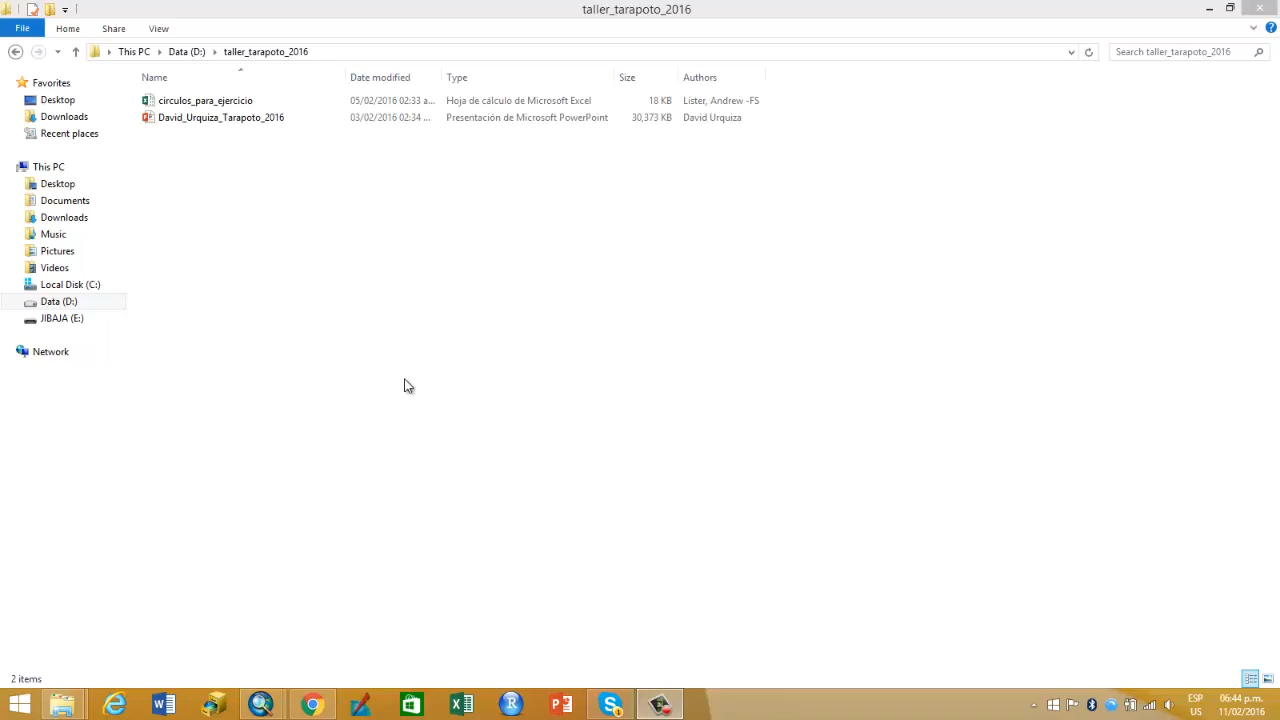 taller_tarapoto_2016
File Home Share View
This PC Data (D:) taller_tarapoto_2016 Search taller_tarapoto_2016
Name Date modified Type Size Authors
circulos_para_ejercicio 05/02/2016 02:33 a... Hoja de cálculo de Microsoft Excel 18 KB Lister, Andrew -FS
David_Urquiza_Tarapoto_2016 03/02/2016 02:34 ... Presentación de Microsoft PowerPoint 30,373 KB David Urquiza
Favorites
Desktop
Downloads
Recent places
This PC
Desktop
Documents
Downloads
Music
Pictures
Videos
Local Disk (C:)
Data (D:)
JIBAJA (E:)
Network
2 items
ESP 06:44 p.m.
US 11/02/2016